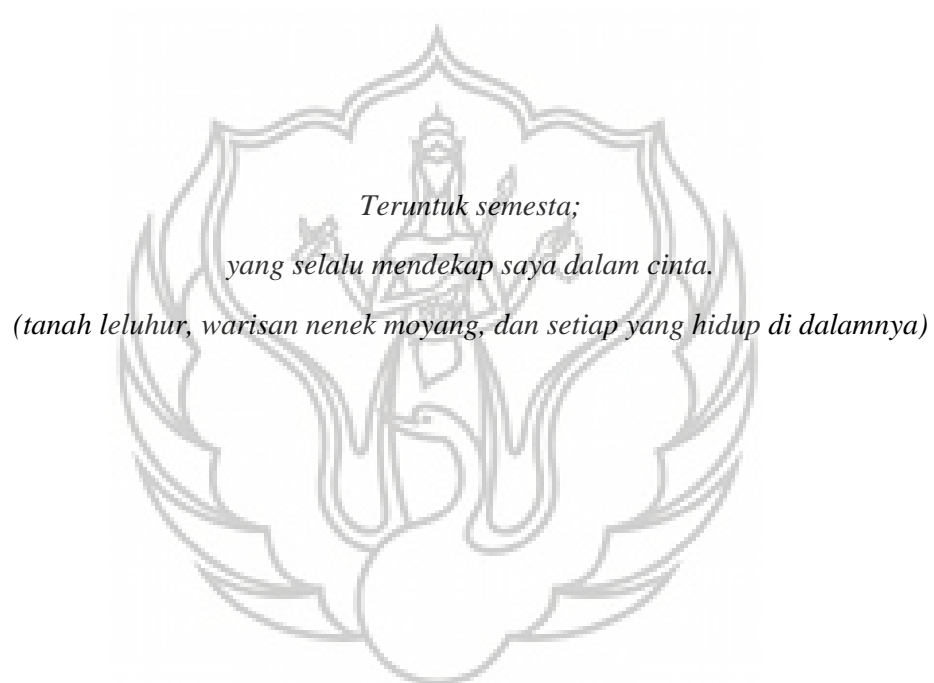 Teruntuk semesta;
yang selalu mendekap saya dalam cinta.
(tanah leluhur, warisan nenek moyang, dan setiap yang hidup di dalamnya)